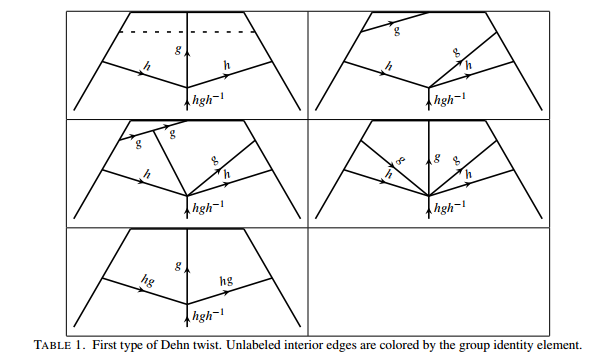 g
h h
hgh⁻¹
g
g
h h
hgh⁻¹
g
g
g
h h
hgh⁻¹
g g g
h h
hgh⁻¹
g
hg hg
hgh⁻¹
TABLE 1. First type of Dehn twist. Unlabeled interior edges are colored by the group identity element.